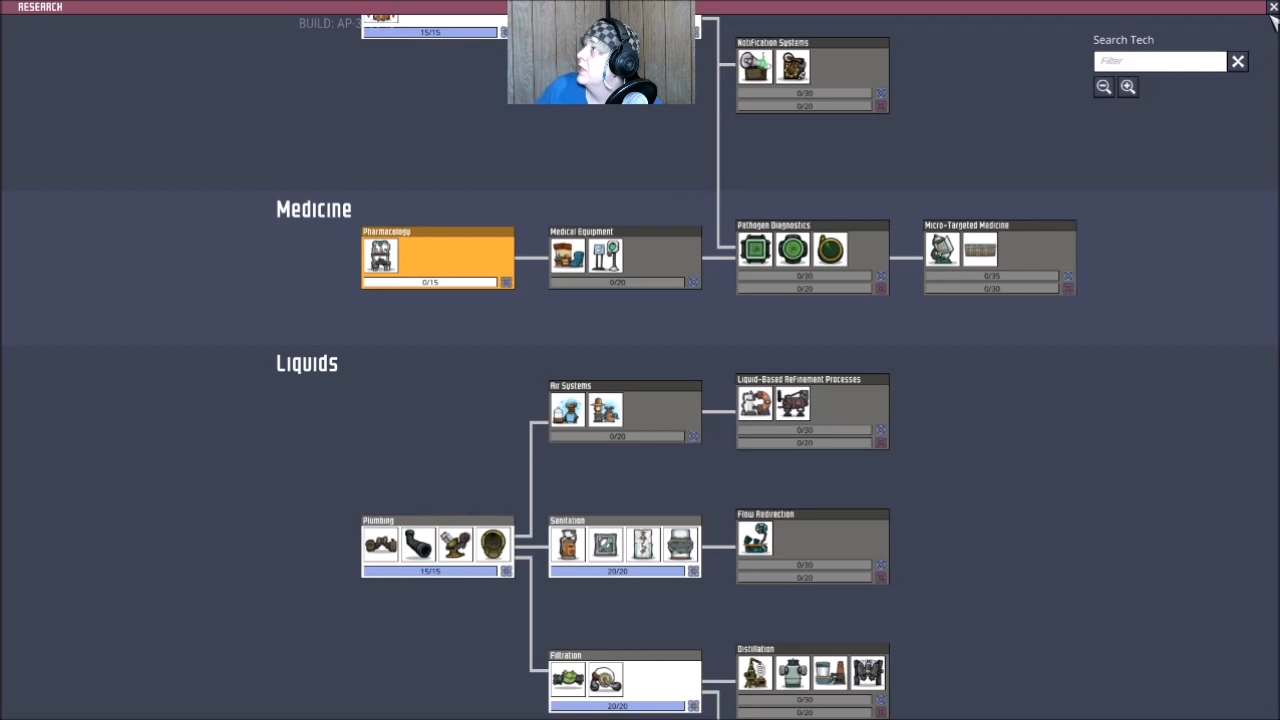 RESEARCH
BUILD: AP-3
15/15
Search Tech
Filter
Notification Systems
0/30
0/20
Medicine
Pharmacology
0/15
Medical Equipment
0/20
Pathogen Diagnostics
0/30
0/20
Micro-Targeted Medicine
0/35
0/30
Liquids
Air Systems
0/20
Liquid-Based Refinement Processes
0/30
0/20
Plumbing
15/15
Sanitation
20/20
Flow Redirection
0/30
0/20
Filtration
20/20
Distillation
0/30
0/20